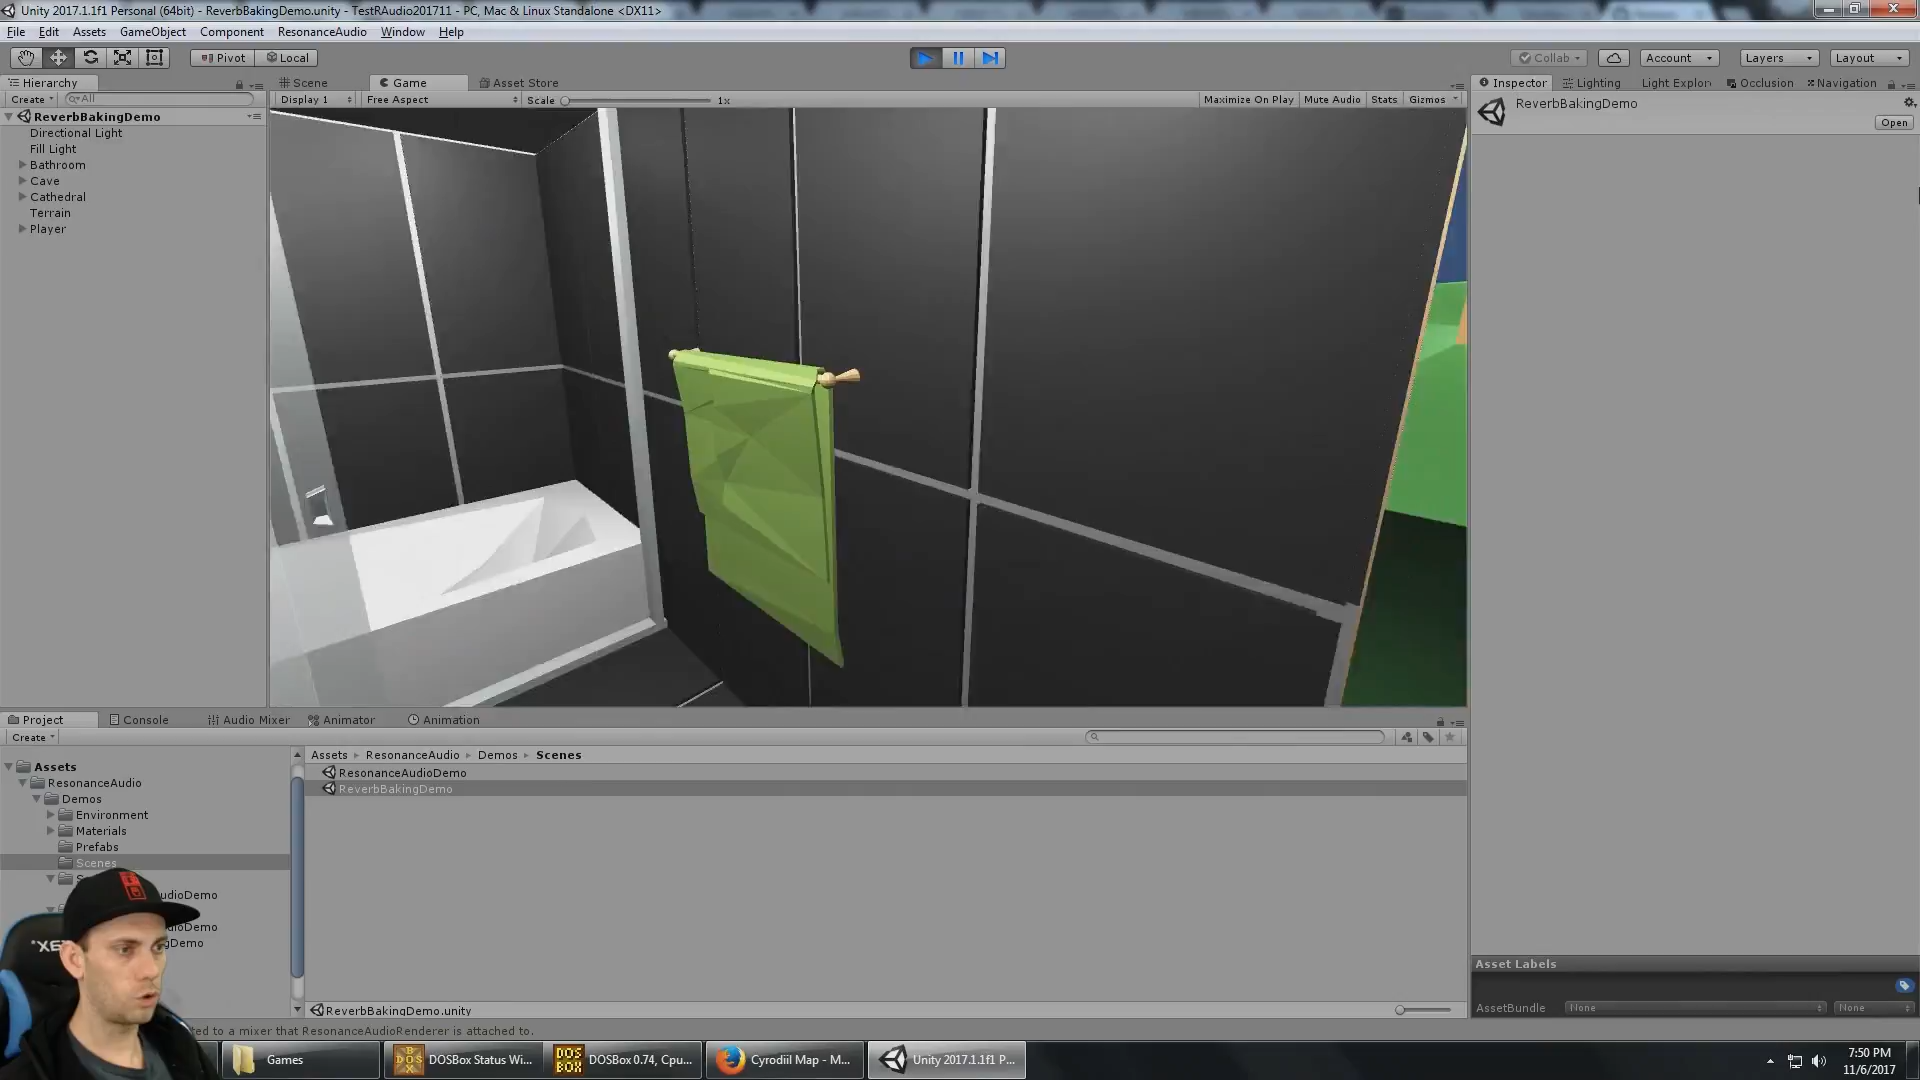 Unity 2017.1.1f1 Personal (64bit) - ReverbBakingDemo.unity - TestRAudio201711 - PC, Mac & Linux Standalone <DX11>
File Edit Assets GameObject Component ResonanceAudio Window Help
Pivot Local Collab Account Layers Layout
Hierarchy Scene Game Asset Store Inspector Lighting Light Explor Occlusion Navigation
Create All Display 1 Free Aspect Scale 1x Maximize On Play Mute Audio Stats Gizmos
ReverbBakingDemo
Open
ReverbBakingDemo
Directional Light
Fill Light
Bathroom
Cave
Cathedral
Terrain
Player
Project Console Audio Mixer Animator Animation
Create
Assets ResonanceAudio Demos Scenes
Assets
ResonanceAudio
Demos
Environment
Materials
Prefabs
Scenes
udioDemo
udioDemo
gDemo
ResonanceAudioDemo
ReverbBakingDemo
ReverbBakingDemo.unity
Asset Labels
AssetBundle None None
ted to a mixer that ResonanceAudioRenderer is attached to.
Games
DOSBox Status Wi...
DOSBox 0.74, Cpu...
Cyrodiil Map - M...
Unity 2017.1.1f1 P...
7:50 PM
11/6/2017